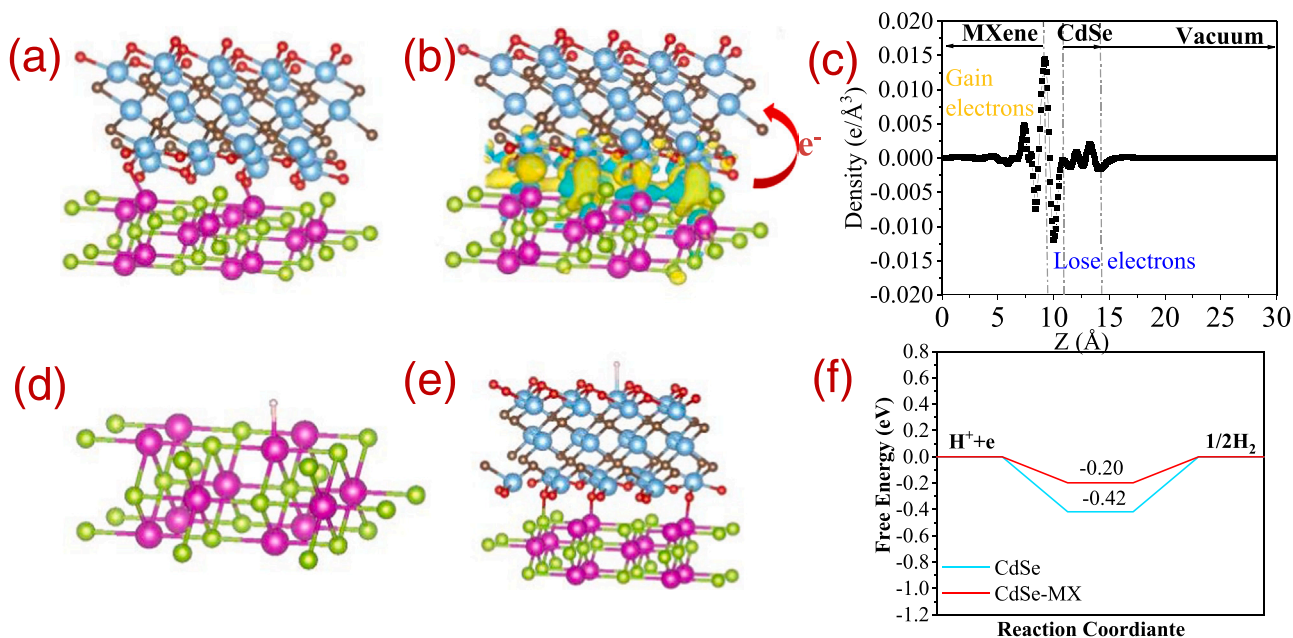 (a)
(b)
e-
(c)
0.020
0.015
0.010
0.005
0.000
-0.005
-0.010
-0.015
-0.020
Density (e/Å³)
MXene
CdSe
Vacuum
Gain
electrons
Lose electrons
0 5 10 15 20 25 30
Z (Å)
(d)
(e)
(f)
0.8
0.6
0.4
0.2
0.0
-0.2
-0.4
-0.6
-0.8
-1.0
-1.2
Free Energy (eV)
H⁺+e
1/2H₂
-0.20
-0.42
CdSe
CdSe-MX
Reaction Coordiante